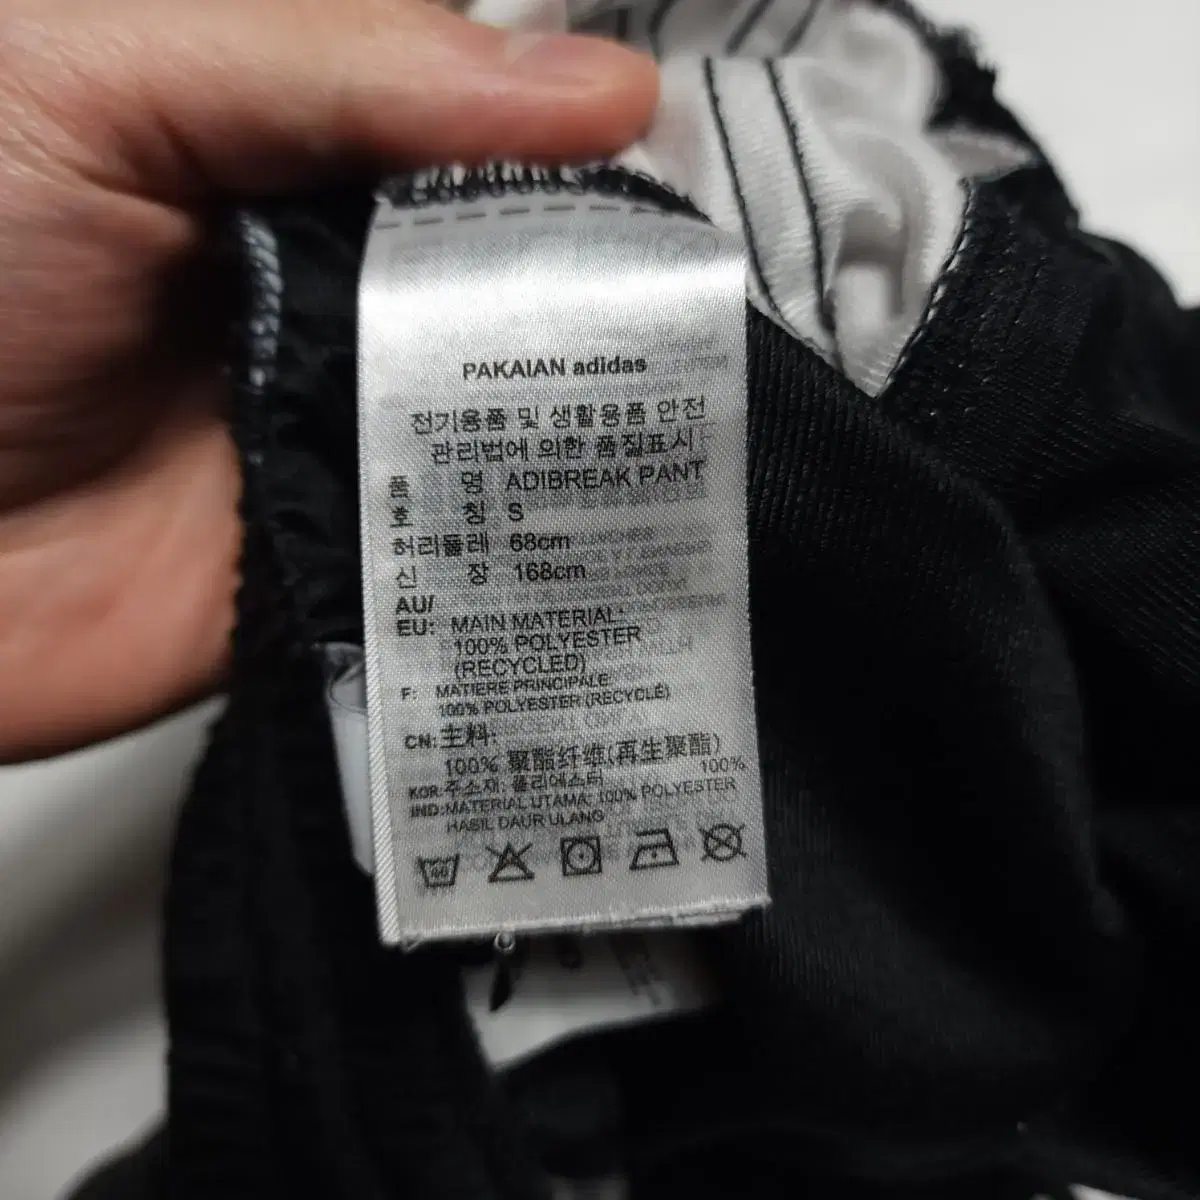 PAKAIAN adidas
전기용품 및 생활용품 안전
관리법에 의한 품질표시
품 명 ADIBREAK PANT
호 칭 S
허리둘레 68cm
신 장 168cm
AU/
EU: MAIN MATERIAL:
100% POLYESTER
(RECYCLED)
F: MATIERE PRINCIPALE:
100% POLYESTER (RECYCLÉ)
CN:主料:
100% 聚酯纤维(再生聚酯)
KOR:주소재: 폴리에스터 100%
IND:MATERIAL UTAMA: 100% POLYESTER
HASIL DAUR ULANG
40